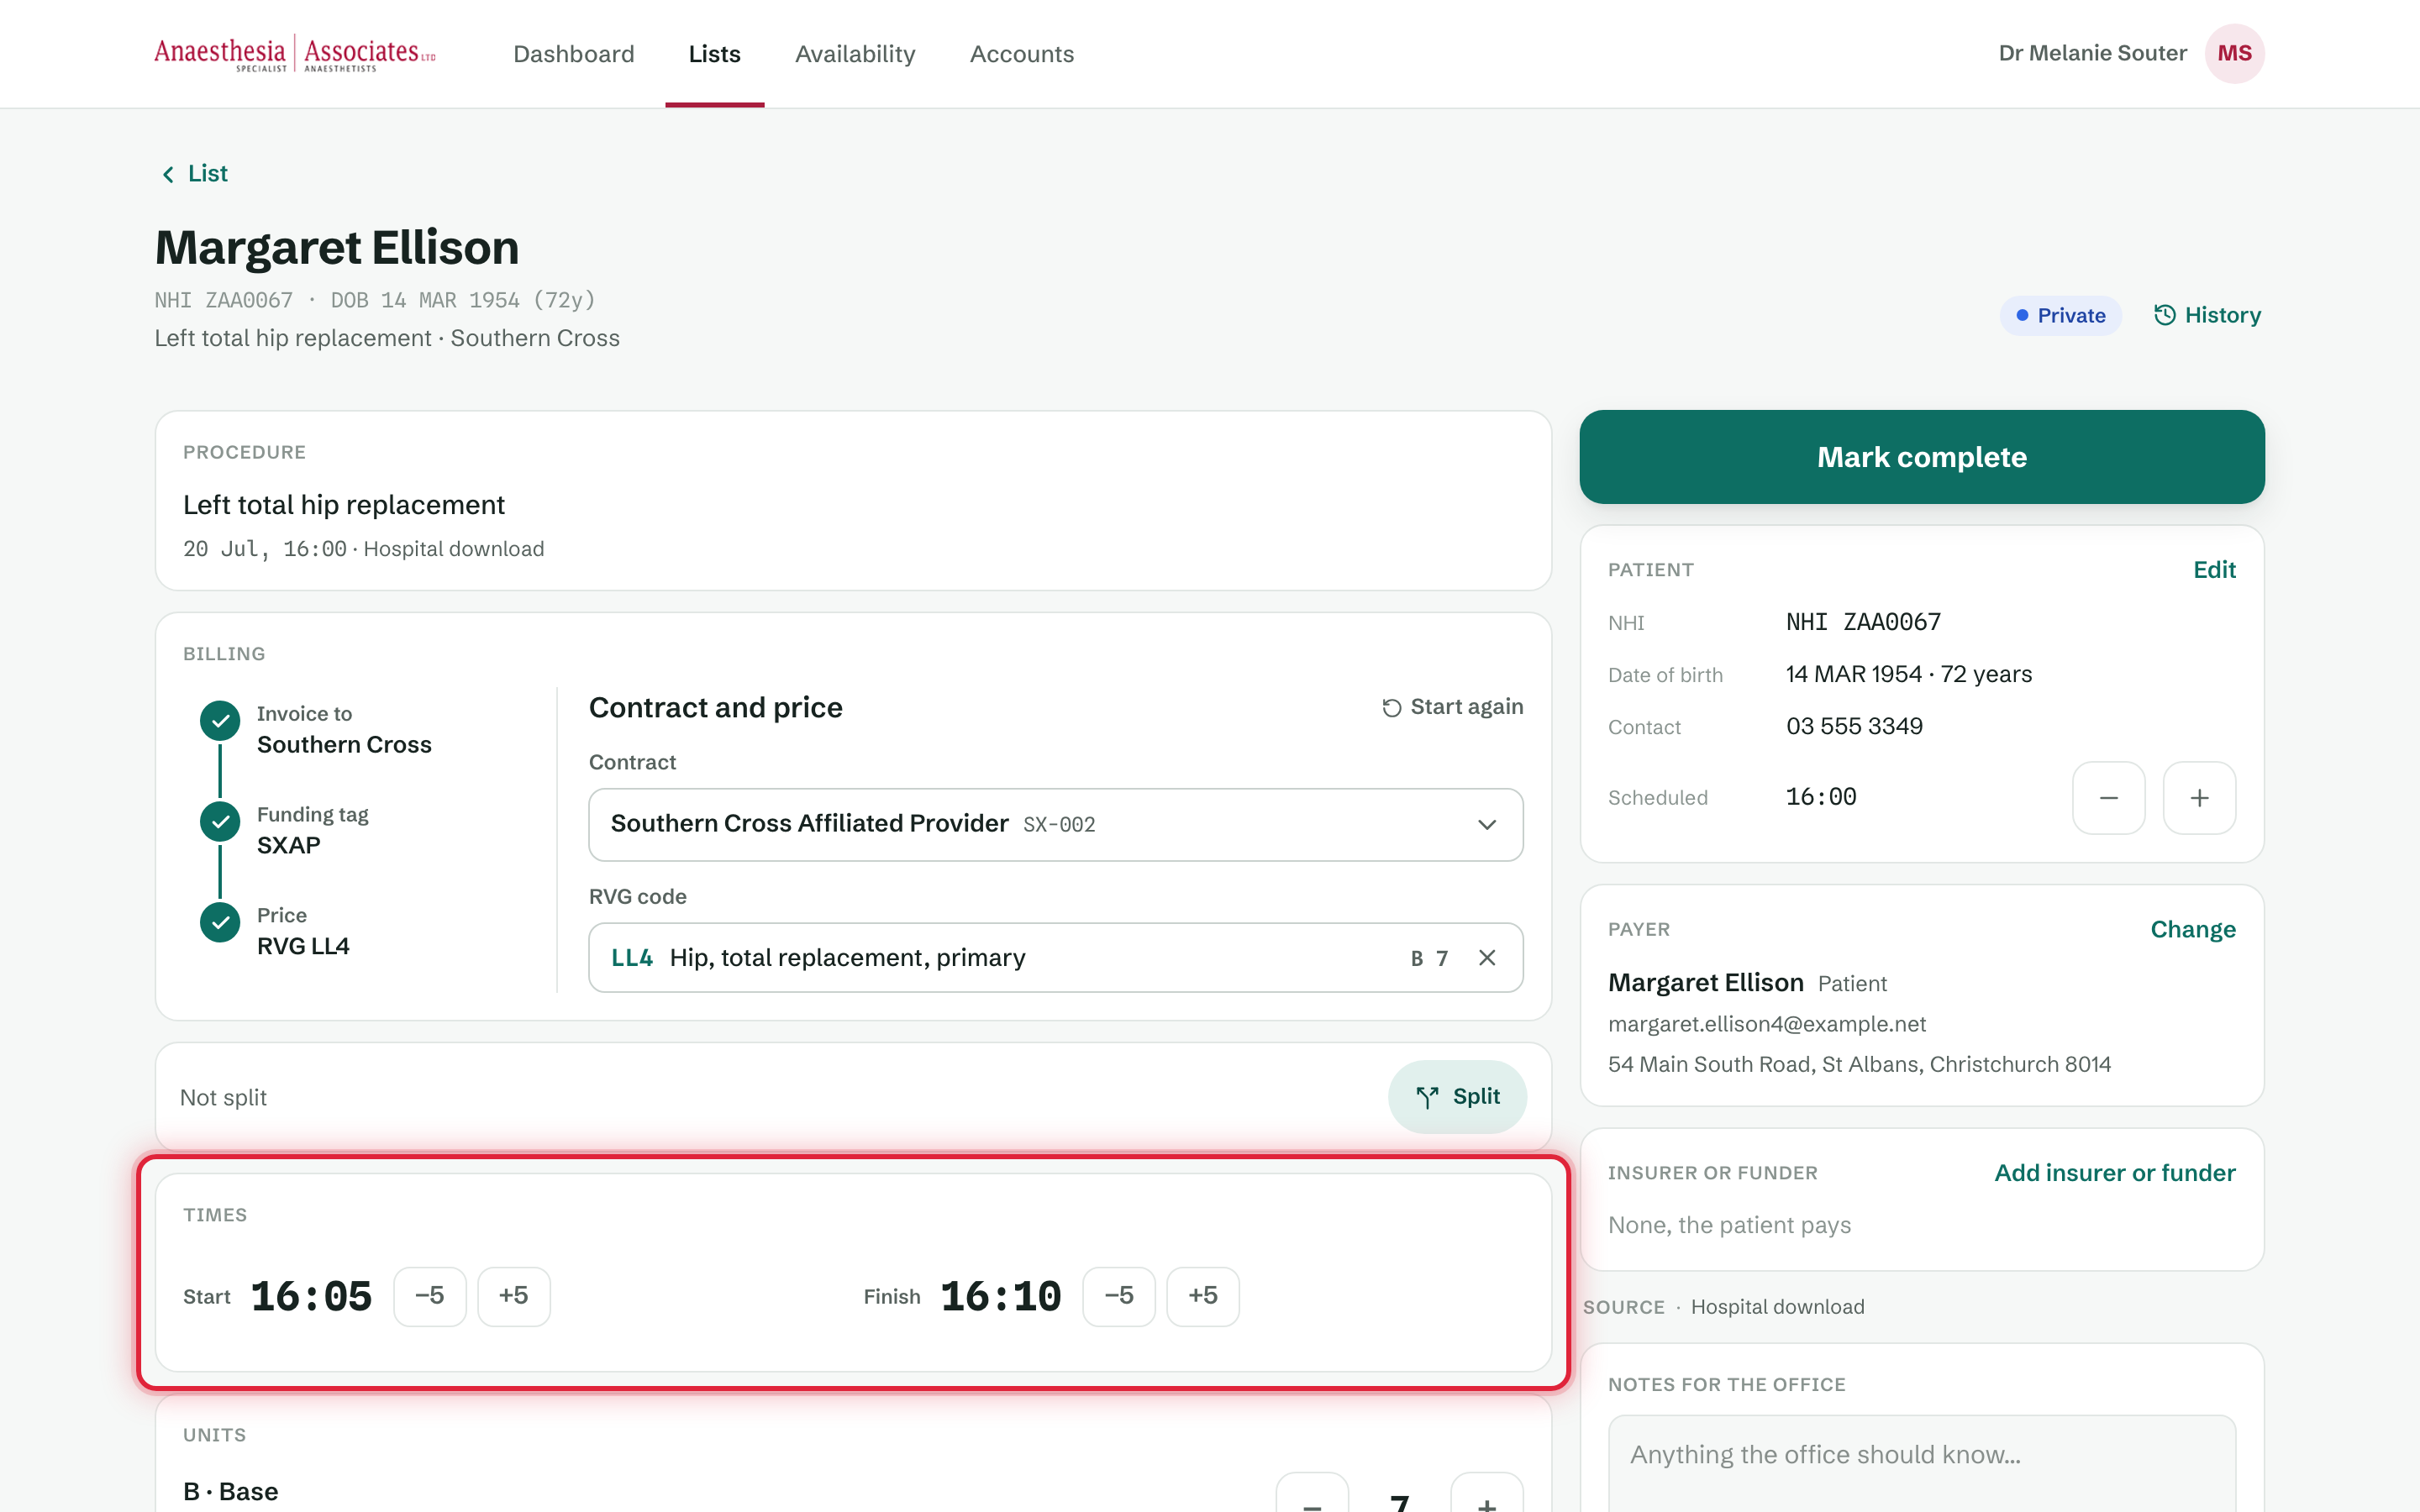 Anaesthesia Associates LTD
SPECIALIST ANAESTHETISTS
Dashboard
Lists
Availability
Accounts
Dr Melanie Souter
MS
List
Margaret Ellison
NHI ZAA0067 · DOB 14 MAR 1954 (72y)
Left total hip replacement · Southern Cross
Private
History
PROCEDURE
Left total hip replacement
20 Jul, 16:00 · Hospital download
BILLING
Invoice to
Southern Cross
Funding tag
SXAP
Price
RVG LL4
Contract and price
Start again
Contract
Southern Cross Affiliated Provider SX-002
RVG code
LL4 Hip, total replacement, primary B 7
Not split
Split
TIMES
Start 16:05 −5 +5
Finish 16:10 −5 +5
UNITS
B · Base
− 7 +
Mark complete
PATIENT
Edit
NHI NHI ZAA0067
Date of birth 14 MAR 1954 · 72 years
Contact 03 555 3349
Scheduled 16:00 − +
PAYER
Change
Margaret Ellison Patient
margaret.ellison4@example.net
54 Main South Road, St Albans, Christchurch 8014
INSURER OR FUNDER
Add insurer or funder
None, the patient pays
SOURCE · Hospital download
NOTES FOR THE OFFICE
Anything the office should know...